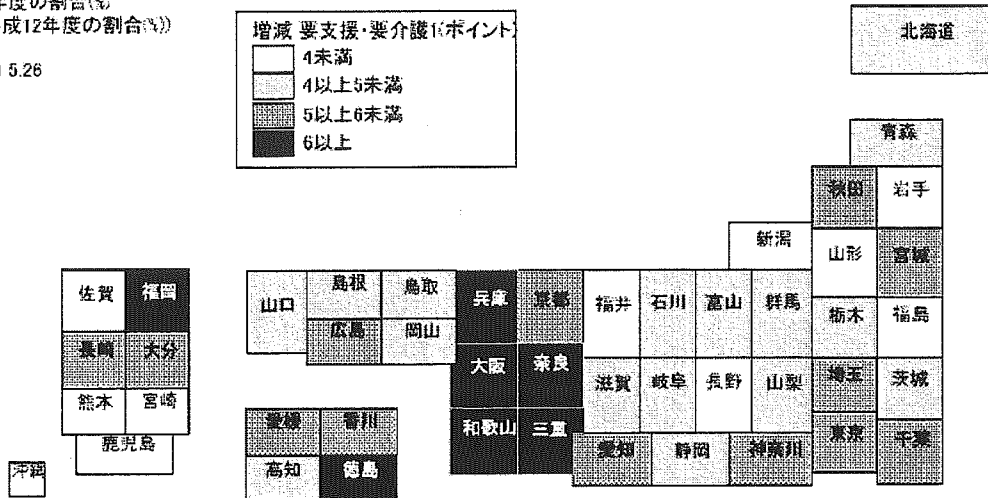 年度の割合(%)
成12年度の割合(%))
5.26
増減 要支援・要介護1(ポイント)
4未満
4以上5未満
5以上6未満
6以上
北海道
青森
秋田 岩手
新潟
山形 宮城
佐賀 福岡
山口 島根 鳥取 兵庫 京都 福井 石川 富山 群馬 栃木 福島
長崎 大分
広島 岡山
大阪 奈良 滋賀 岐阜 長野 山梨 埼玉 茨城
熊本 宮崎
愛媛 香川 和歌山 三重 愛知 静岡 神奈川 東京 千葉
鹿児島
高知 徳島
沖縄